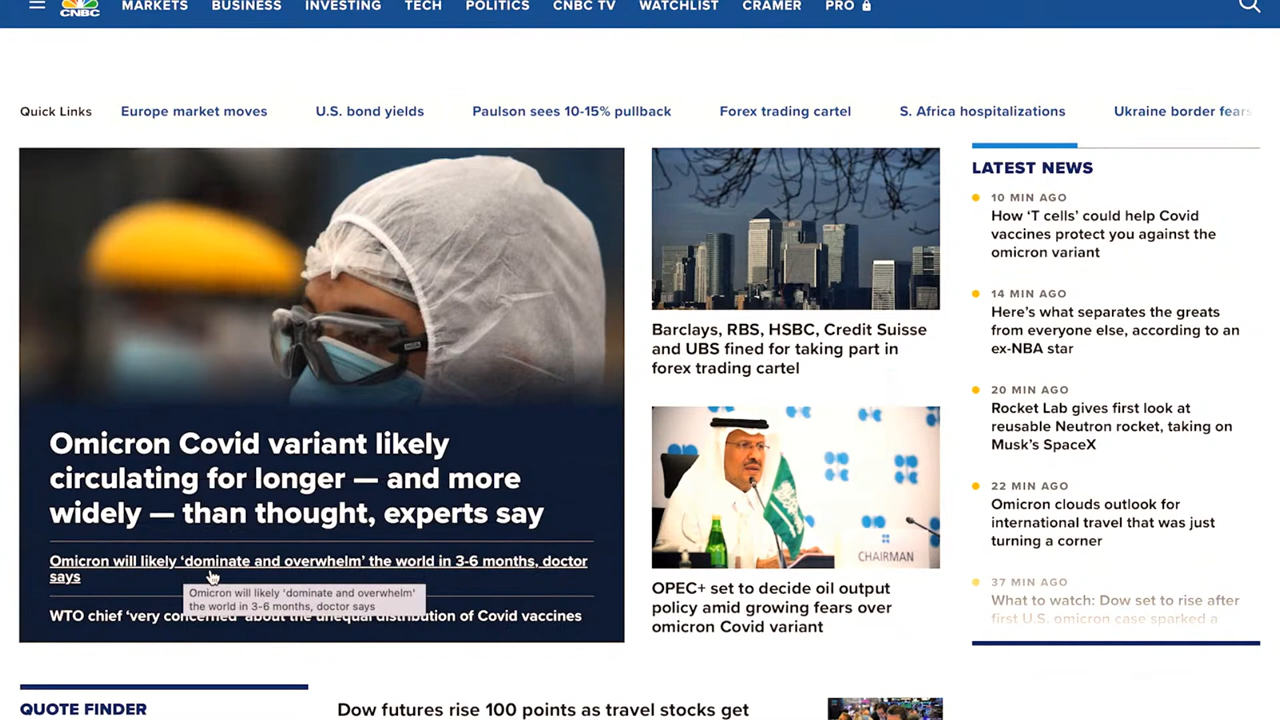 CNBC
MARKETS BUSINESS INVESTING TECH POLITICS CNBC TV WATCHLIST CRAMER PRO
Quick Links Europe market moves U.S. bond yields Paulson sees 10-15% pullback Forex trading cartel S. Africa hospitalizations Ukraine border fears
Omicron Covid variant likely
circulating for longer — and more
widely — than thought, experts say
Omicron will likely ‘dominate and overwhelm’ the world in 3-6 months, doctor
says
Omicron will likely 'dominate and overwhelm'
the world in 3-6 months, doctor says
WTO chief ‘very concerned’ about the unequal distribution of Covid vaccines
Barclays, RBS, HSBC, Credit Suisse
and UBS fined for taking part in
forex trading cartel
CHAIRMAN
OPEC+ set to decide oil output
policy amid growing fears over
omicron Covid variant
LATEST NEWS
10 MIN AGO
How ‘T cells’ could help Covid
vaccines protect you against the
omicron variant
14 MIN AGO
Here’s what separates the greats
from everyone else, according to an
ex-NBA star
20 MIN AGO
Rocket Lab gives first look at
reusable Neutron rocket, taking on
Musk’s SpaceX
22 MIN AGO
Omicron clouds outlook for
international travel that was just
turning a corner
37 MIN AGO
What to watch: Dow set to rise after
first U.S. omicron case sparked a
QUOTE FINDER
Dow futures rise 100 points as travel stocks get